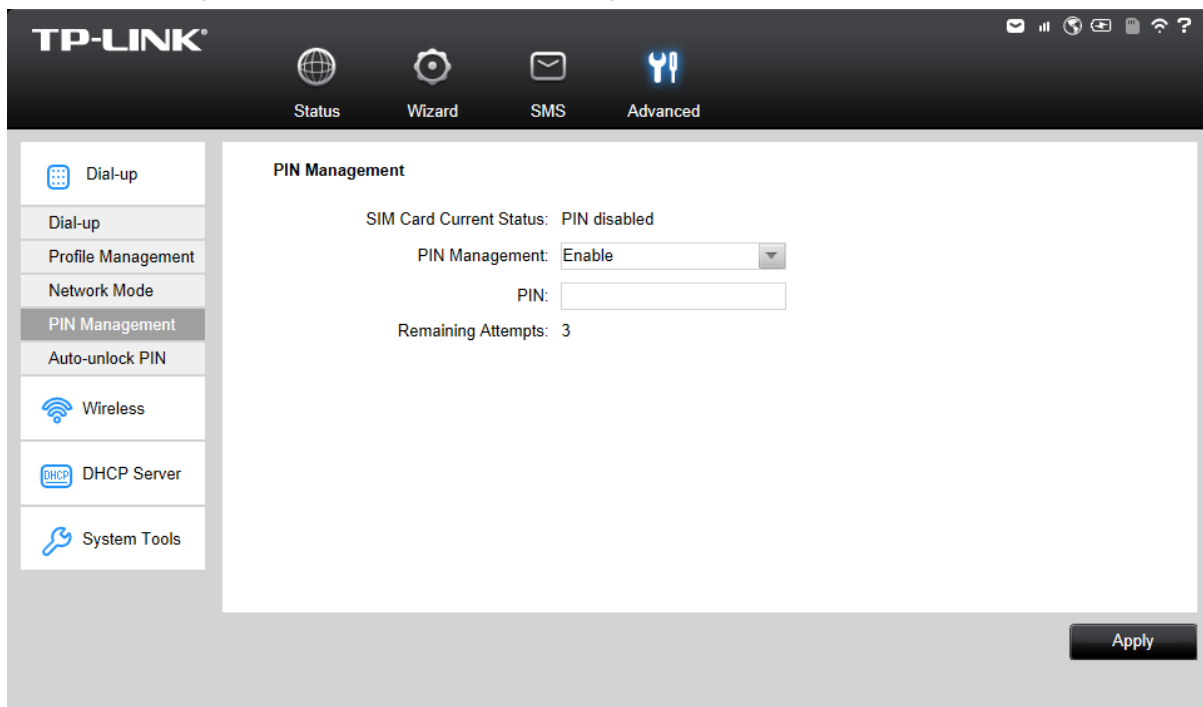 TP-LINK®
?
Status Wizard SMS Advanced
Dial-up
Dial-up
Profile Management
Network Mode
PIN Management
Auto-unlock PIN
Wireless
DHCP DHCP Server
System Tools
PIN Management
SIM Card Current Status: PIN disabled
PIN Management: Enable
PIN:
Remaining Attempts: 3
Apply